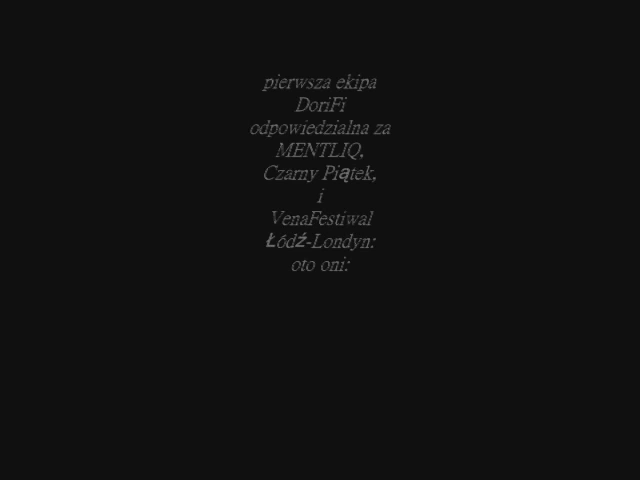 pierwsza ekipa
DoriFi
odpowiedzialna za
MENTLIQ,
Czarny Piątek,
i
VenaFestiwal
Łódź-Londyn:
oto oni: